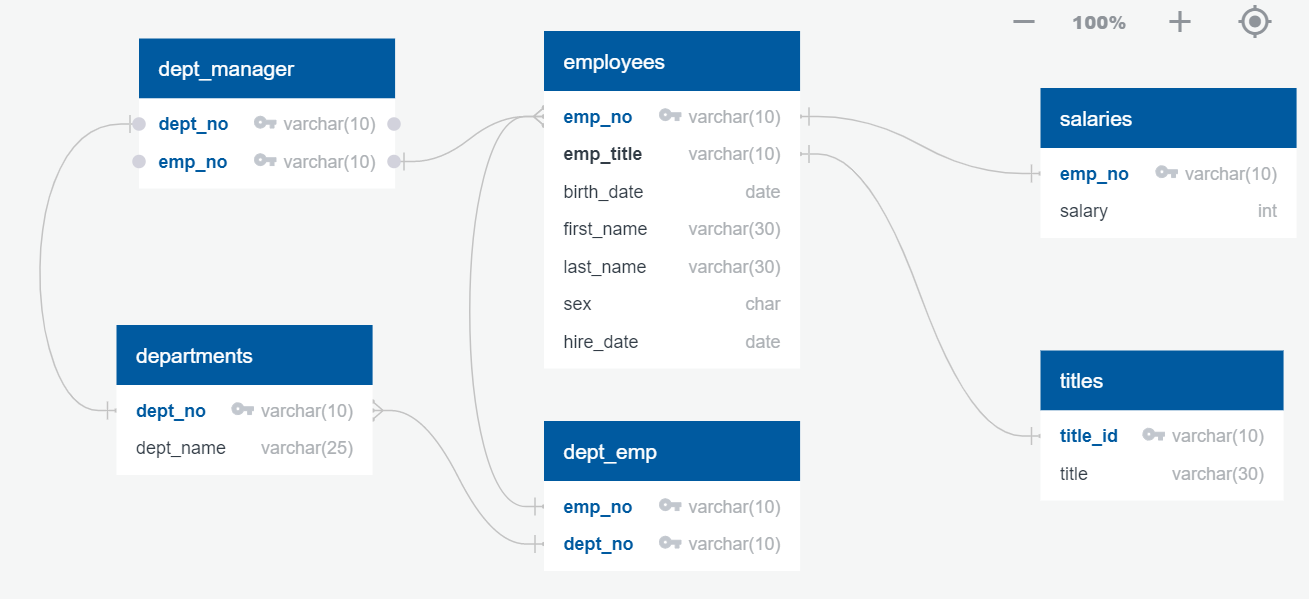 100%
dept_manager
dept_no varchar(10)
emp_no varchar(10)
employees
emp_no varchar(10)
emp_title varchar(10)
birth_date date
first_name varchar(30)
last_name varchar(30)
sex char
hire_date date
salaries
emp_no varchar(10)
salary int
departments
dept_no varchar(10)
dept_name varchar(25)
dept_emp
emp_no varchar(10)
dept_no varchar(10)
titles
title_id varchar(10)
title varchar(30)